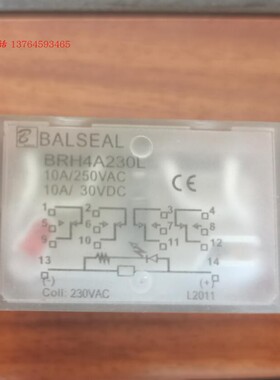 13764593465
BALSEAL
BRH4A230L
10A/250VAC
10A/ 30VDC
CE
1 2 3 4
5 6 7 8
9 10 11 12
13 14
(-) (+)
Coil: 230VAC L2011